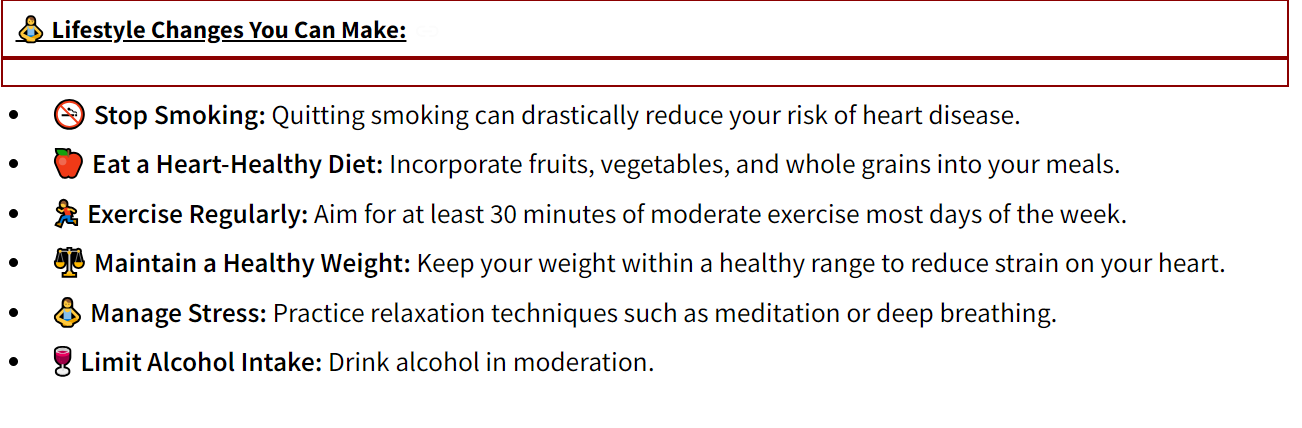 🧘 Lifestyle Changes You Can Make:
🚭 Stop Smoking: Quitting smoking can drastically reduce your risk of heart disease.
🍎 Eat a Heart-Healthy Diet: Incorporate fruits, vegetables, and whole grains into your meals.
🏃 Exercise Regularly: Aim for at least 30 minutes of moderate exercise most days of the week.
⚖️ Maintain a Healthy Weight: Keep your weight within a healthy range to reduce strain on your heart.
🧘 Manage Stress: Practice relaxation techniques such as meditation or deep breathing.
🍷 Limit Alcohol Intake: Drink alcohol in moderation.